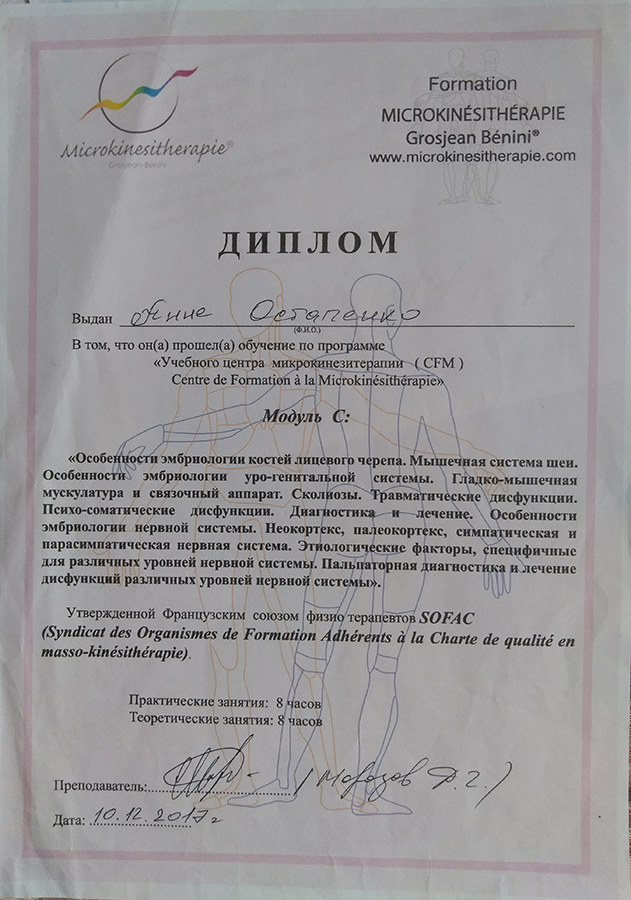 Microkinesitherapie®
Grosjean-Bénini
Formation
MICROKINÉSITHÉRAPIE
Grosjean Bénini®
www.microkinesitherapie.com
ДИПЛОМ
Выдан Анне Остапенко
(Ф.И.О.)
В том, что он(а) прошел(а) обучение по программе
«Учебного центра микрокинезитерапии ( CFM )
Centre de Formation à la Microkinésithérapie»
Модуль С:
«Особенности эмбриологии костей лицевого черепа. Мышечная система шеи.
Особенности эмбриологии уро-генитальной системы. Гладко-мышечная
мускулатура и связочный аппарат. Сколиозы. Травматические дисфункции.
Психо-соматические дисфункции. Диагностика и лечение. Особенности
эмбриологии нервной системы. Неокортекс, палеокортекс, симпатическая и
парасимпатическая нервная система. Этиологические факторы, специфичные
для различных уровней нервной системы. Пальпаторная диагностика и лечение
дисфункций различных уровней нервной системы».
Утвержденной Французским союзом физио терапевтов SOFAC
(Syndicat des Organismes de Formation Adhérents à la Charte de qualité en
masso-kinésithérapie).
Практические занятия: 8 часов
Теоретические занятия: 8 часов
Преподаватель: (Морозов Д.Г.)
Дата: 10.12.2017г